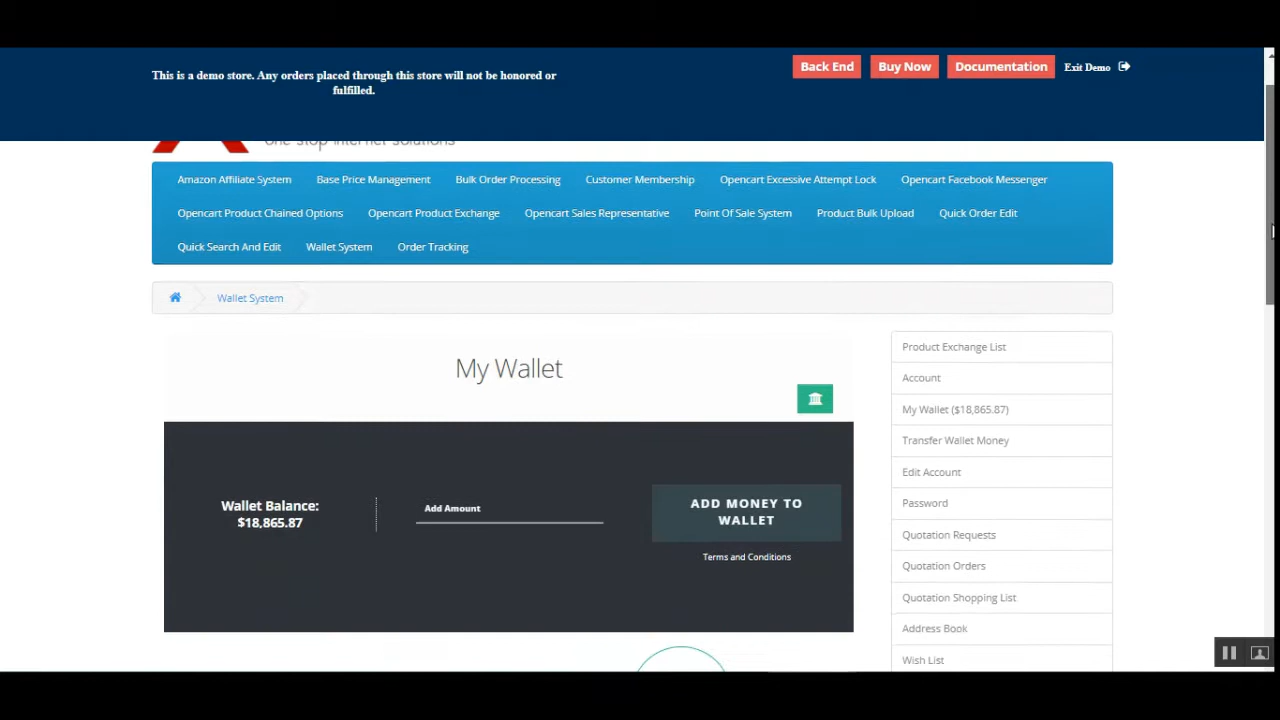 This is a demo store. Any orders placed through this store will not be honored or
fulfilled.
Back End
Buy Now
Documentation
Exit Demo
one stop internet solutions
Amazon Affiliate System
Base Price Management
Bulk Order Processing
Customer Membership
Opencart Excessive Attempt Lock
Opencart Facebook Messenger
Opencart Product Chained Options
Opencart Product Exchange
Opencart Sales Representative
Point Of Sale System
Product Bulk Upload
Quick Order Edit
Quick Search And Edit
Wallet System
Order Tracking
Wallet System
My Wallet
Wallet Balance:
$18,865.87
Add Amount
ADD MONEY TO
WALLET
Terms and Conditions
Product Exchange List
Account
My Wallet ($18,865.87)
Transfer Wallet Money
Edit Account
Password
Quotation Requests
Quotation Orders
Quotation Shopping List
Address Book
Wish List